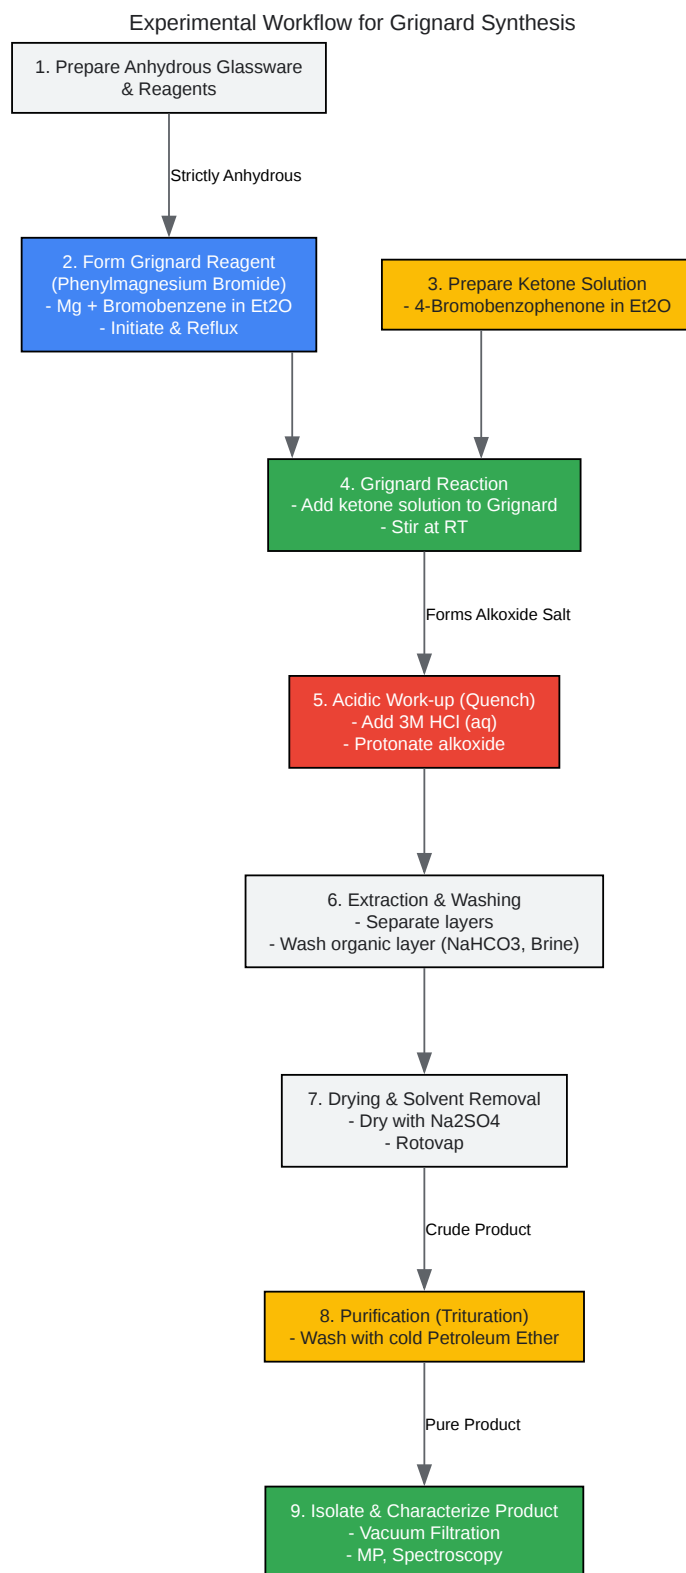 Experimental Workflow for Grignard Synthesis
1. Prepare Anhydrous Glassware
& Reagents
Strictly Anhydrous
2. Form Grignard Reagent
(Phenylmagnesium Bromide)
- Mg + Bromobenzene in Et2O
- Initiate & Reflux
3. Prepare Ketone Solution
- 4-Bromobenzophenone in Et2O
4. Grignard Reaction
- Add ketone solution to Grignard
- Stir at RT
Forms Alkoxide Salt
5. Acidic Work-up (Quench)
- Add 3M HCl (aq)
- Protonate alkoxide
6. Extraction & Washing
- Separate layers
- Wash organic layer (NaHCO3, Brine)
7. Drying & Solvent Removal
- Dry with Na2SO4
- Rotovap
Crude Product
8. Purification (Trituration)
- Wash with cold Petroleum Ether
Pure Product
9. Isolate & Characterize Product
- Vacuum Filtration
- MP, Spectroscopy